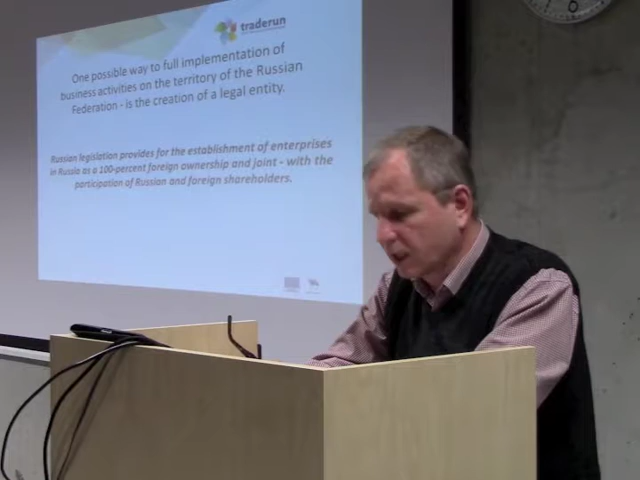 traderun
One possible way to full implementation of
business activities on the territory of the Russian
Federation - is the creation of a legal entity.
Russian legislation provides for the establishment of enterprises
in Russia as a 100-percent foreign ownership and joint - with the
participation of Russian and foreign shareholders.